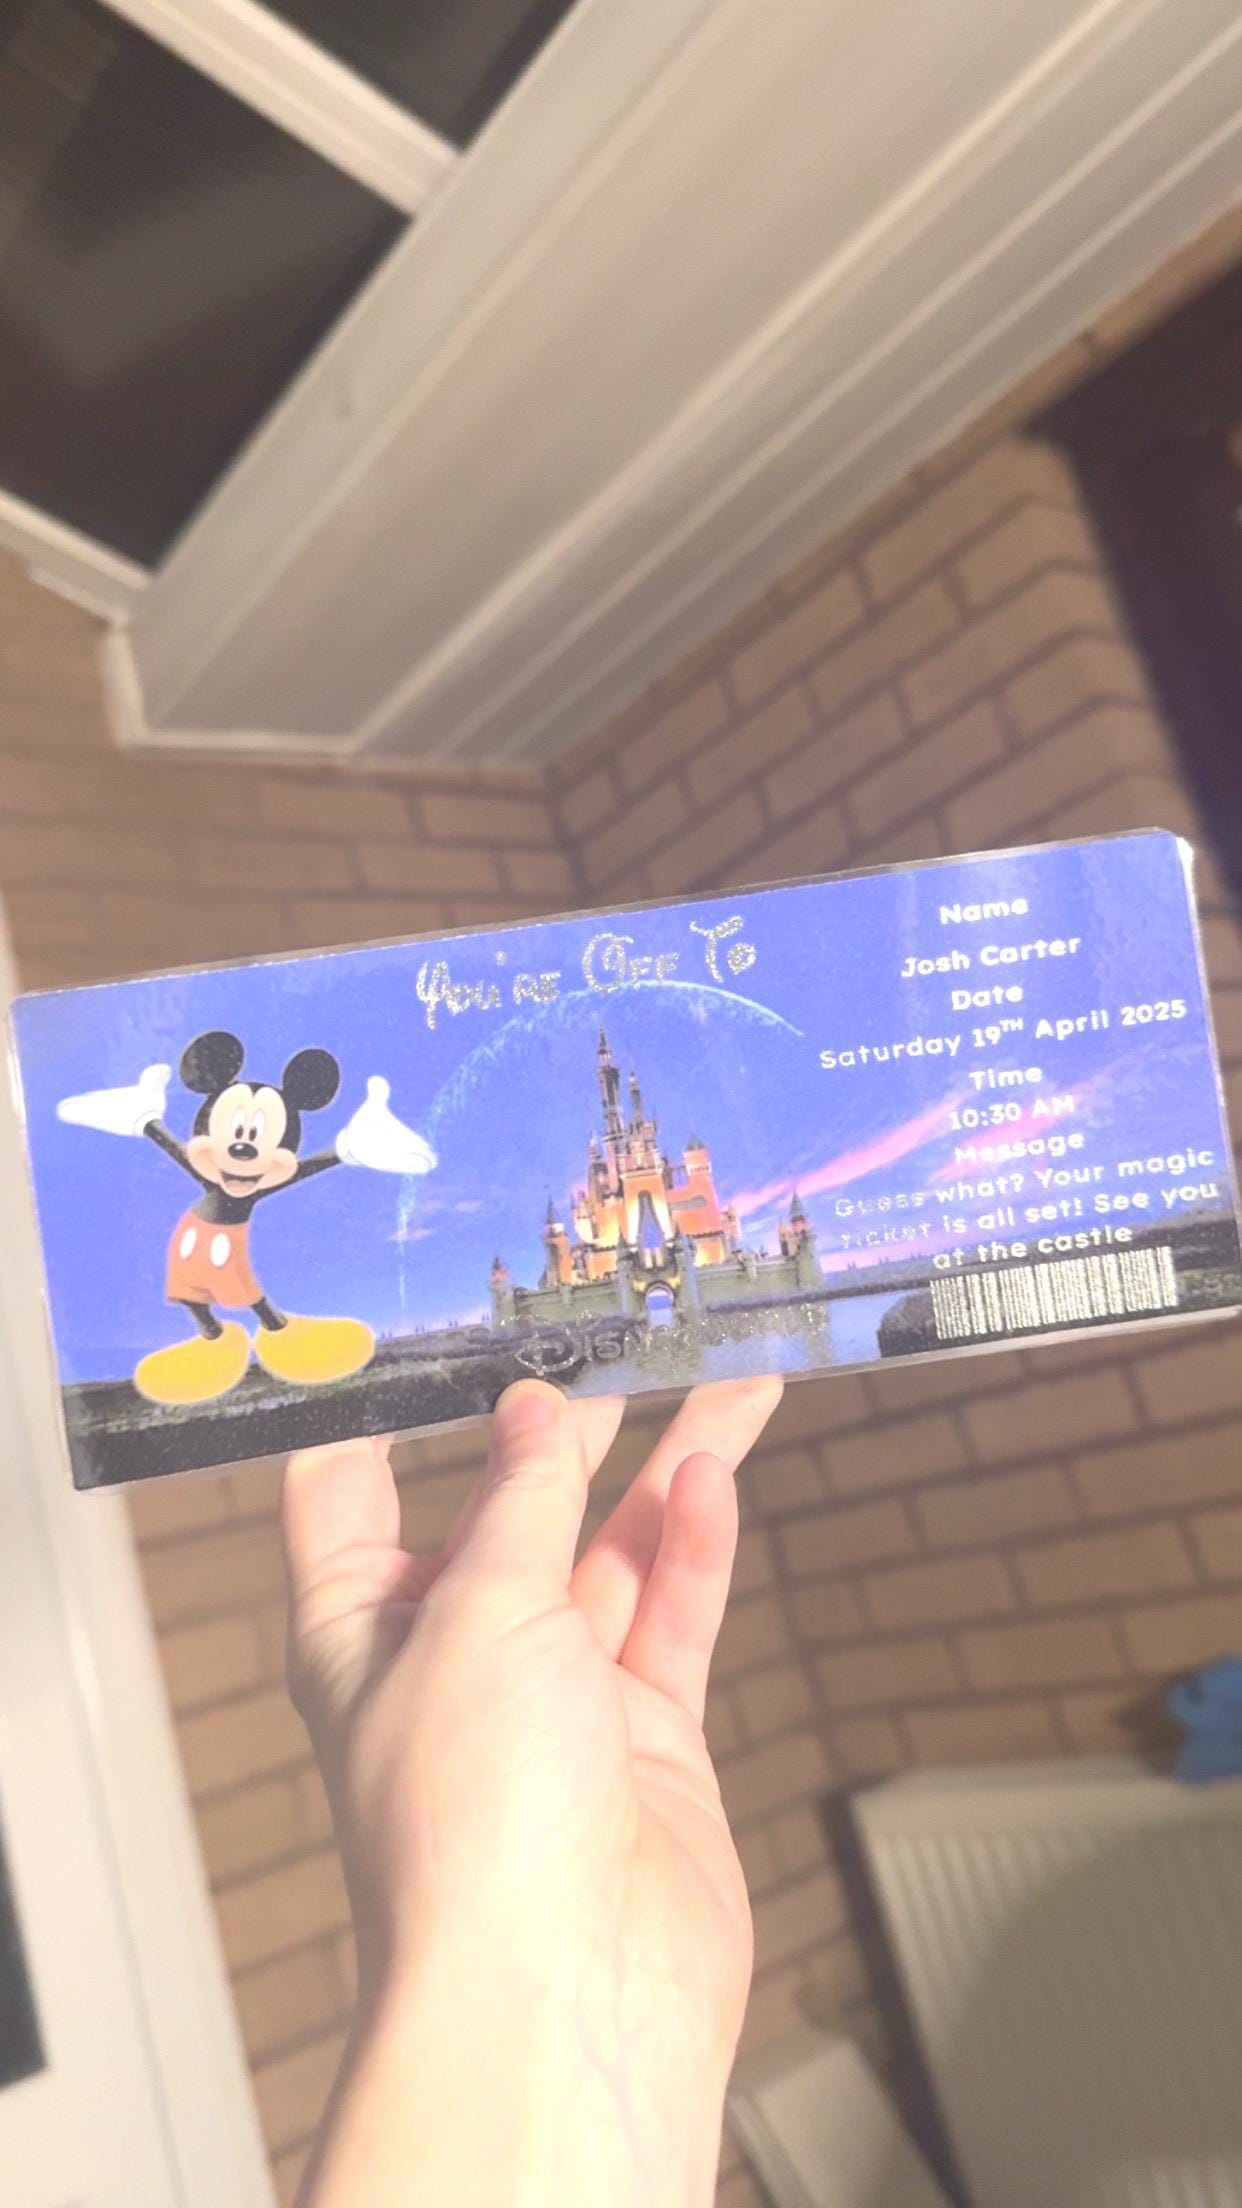 You're Off To
Disneyland
Name
Josh Carter
Date
Saturday 19TH April 2025
Time
10:30 AM
Message
Guess what? Your magic
ticket is all set! See you
at the castle